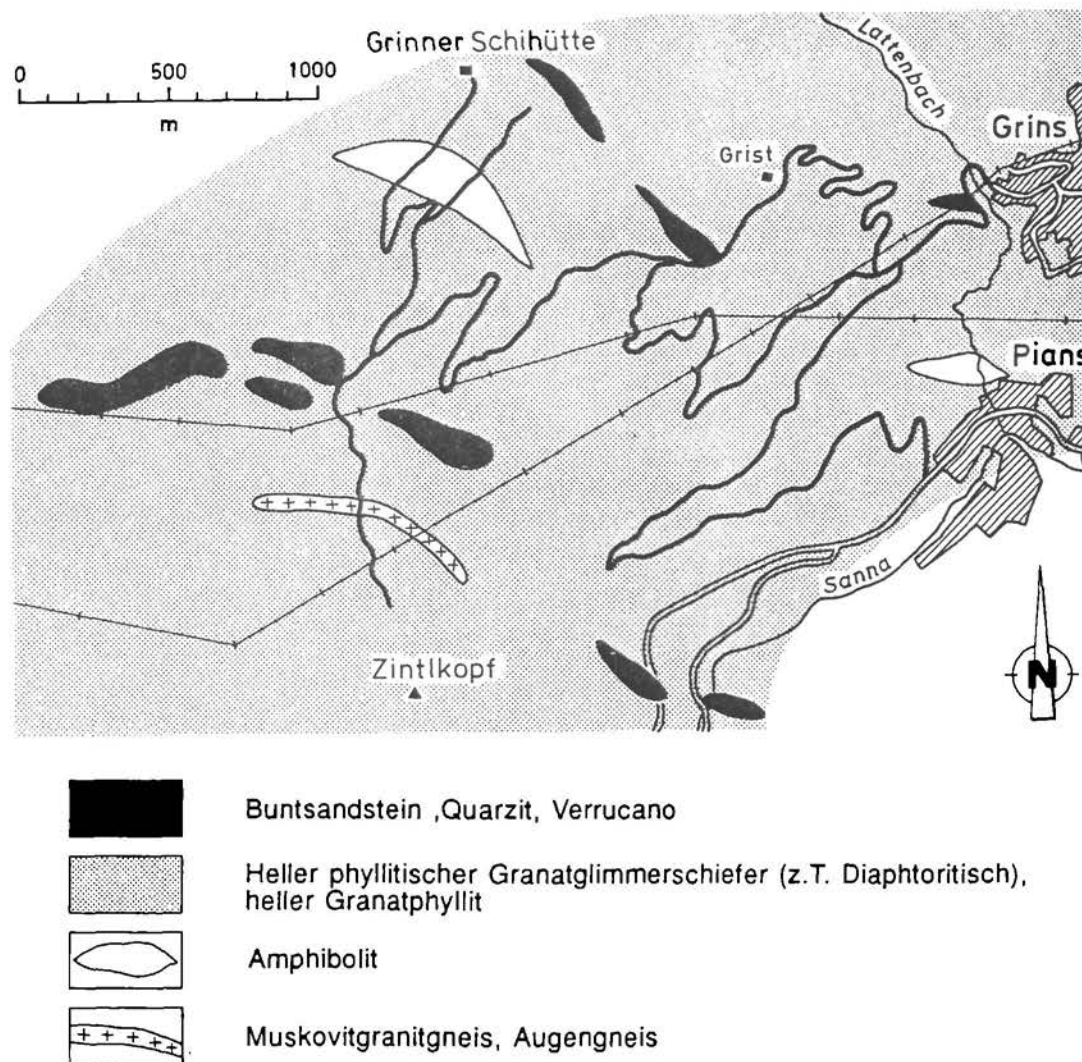 Grinner Schihütte
0 500 1000
m
Lattenbach
Grins
Grist
Pians
Sanna
N
Zintlkopf
Buntsandstein ,Quarzit, Verrucano
Heller phyllitischer Granatglimmerschiefer (z.T. Diaphtoritisch),
heller Granatphyllit
Amphibolit
Muskovitgranitgneis, Augengneis